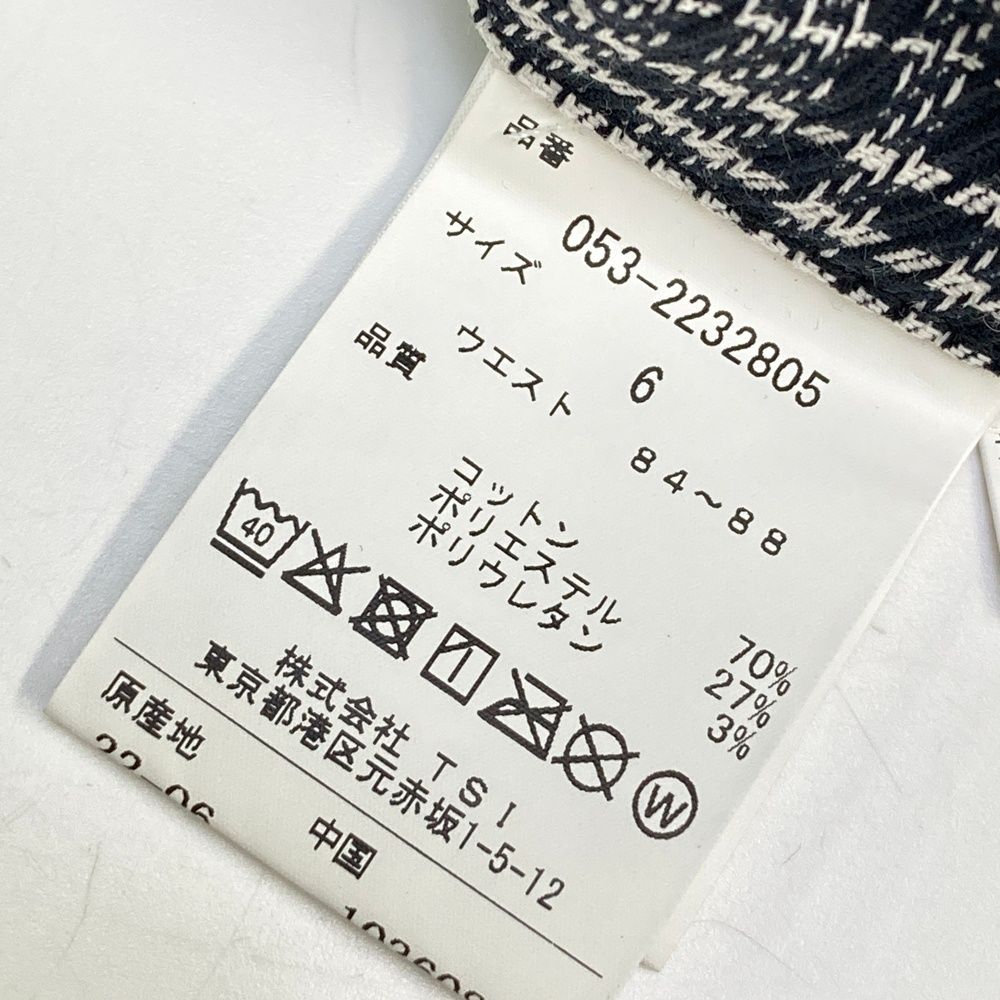 品番 053-2232805
サイズ 6
ウエスト 84～88
品質
コットン 70%
ポリエステル 27%
ポリウレタン 3%
40
W
株式会社 TSI
東京都港区元赤坂1-5-12
原産地 中国